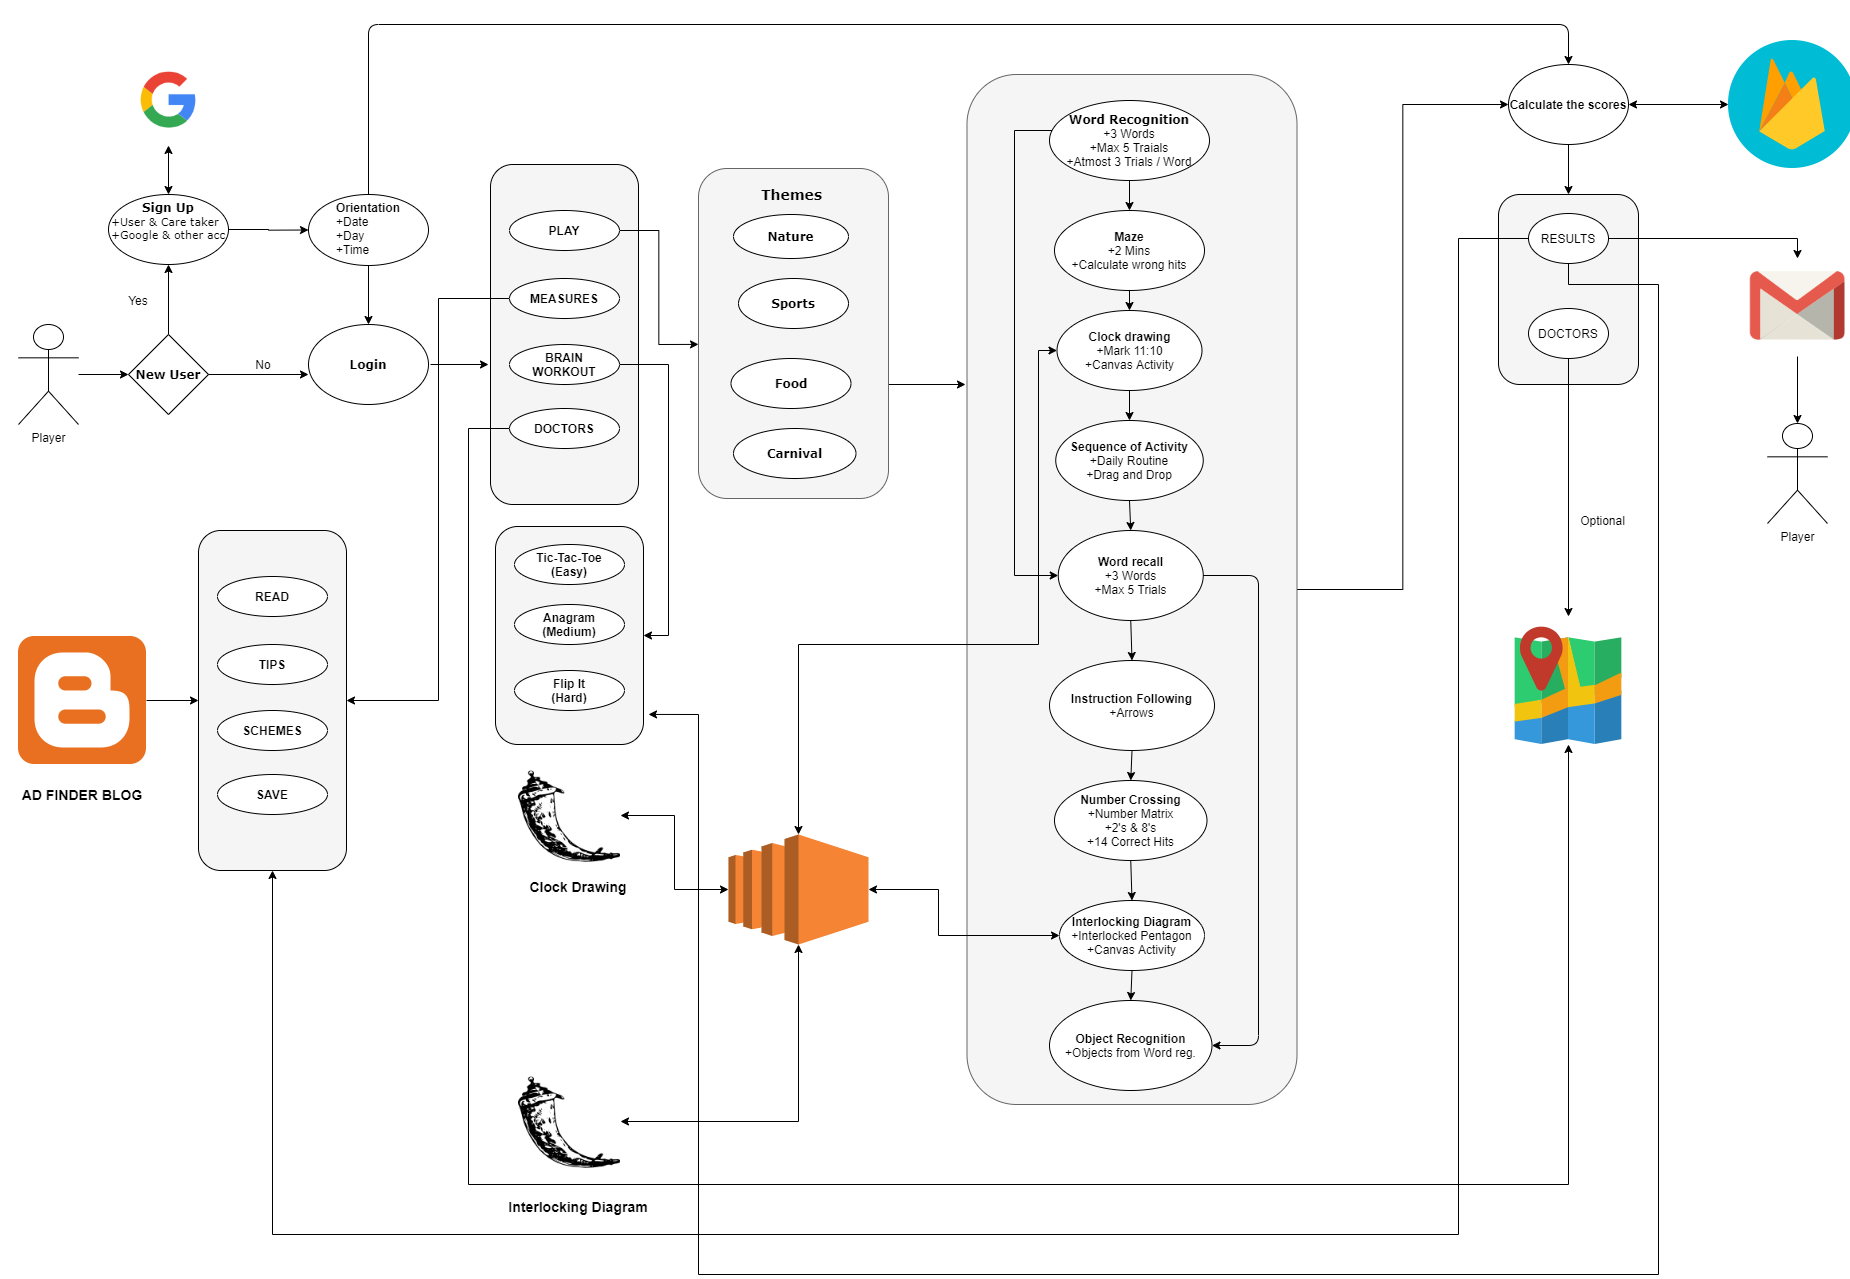 Sign Up
+User & Care taker
+Google & other acc
Orientation
+Date
+Day
+Time
Yes
New User
No
Login
Player
PLAY
MEASURES
BRAIN
WORKOUT
DOCTORS
Themes
Nature
Sports
Food
Carnival
Word Recognition
+3 Words
+Max 5 Traials
+Atmost 3 Trials / Word
Maze
+2 Mins
+Calculate wrong hits
Clock drawing
+Mark 11:10
+Canvas Activity
Sequence of Activity
+Daily Routine
+Drag and Drop
Word recall
+3 Words
+Max 5 Trials
Instruction Following
+Arrows
Number Crossing
+Number Matrix
+2's & 8's
+14 Correct Hits
Interlocking Diagram
+Interlocked Pentagon
+Canvas Activity
Object Recognition
+Objects from Word reg.
Calculate the scores
RESULTS
DOCTORS
Optional
Player
Tic-Tac-Toe
(Easy)
Anagram
(Medium)
Flip It
(Hard)
READ
TIPS
SCHEMES
SAVE
AD FINDER BLOG
Clock Drawing
Interlocking Diagram